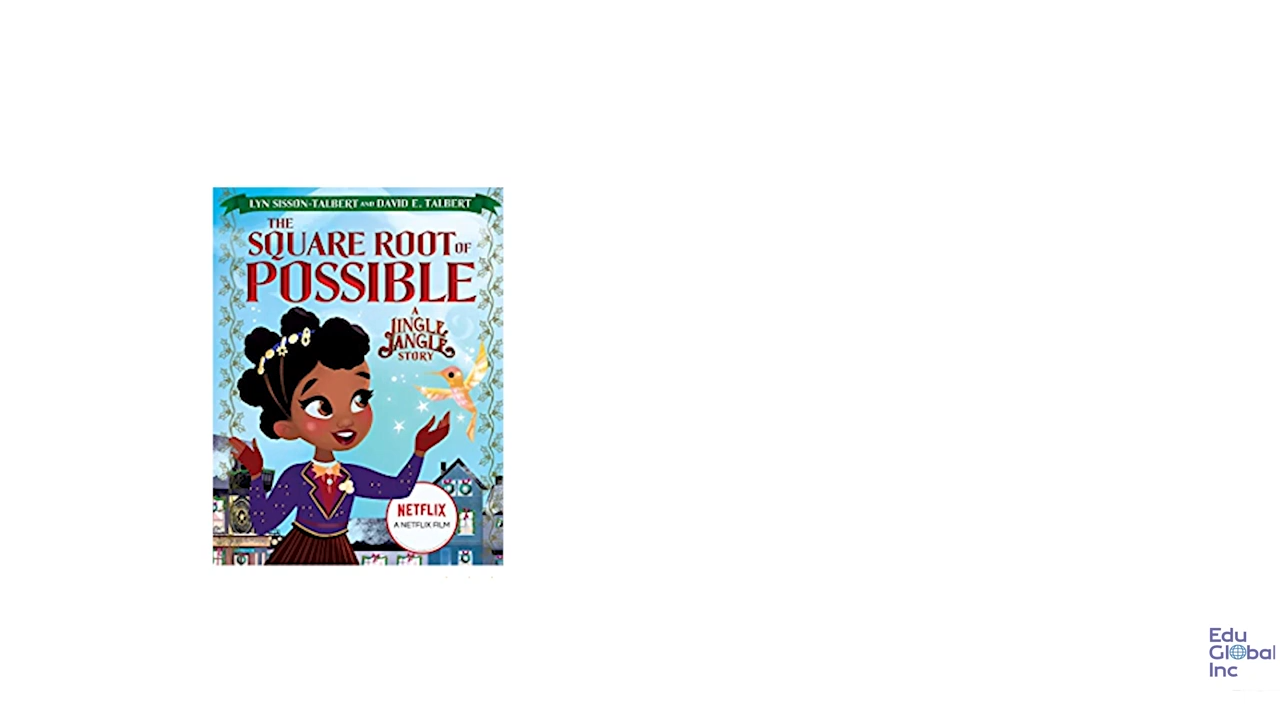 LYN SISSON-TALBERT AND DAVID E. TALBERT
THE
SQUARE ROOT OF
POSSIBLE
A
JINGLE
JANGLE
STORY
NETFLIX
A NETFLIX FILM
Edu
Global
Inc